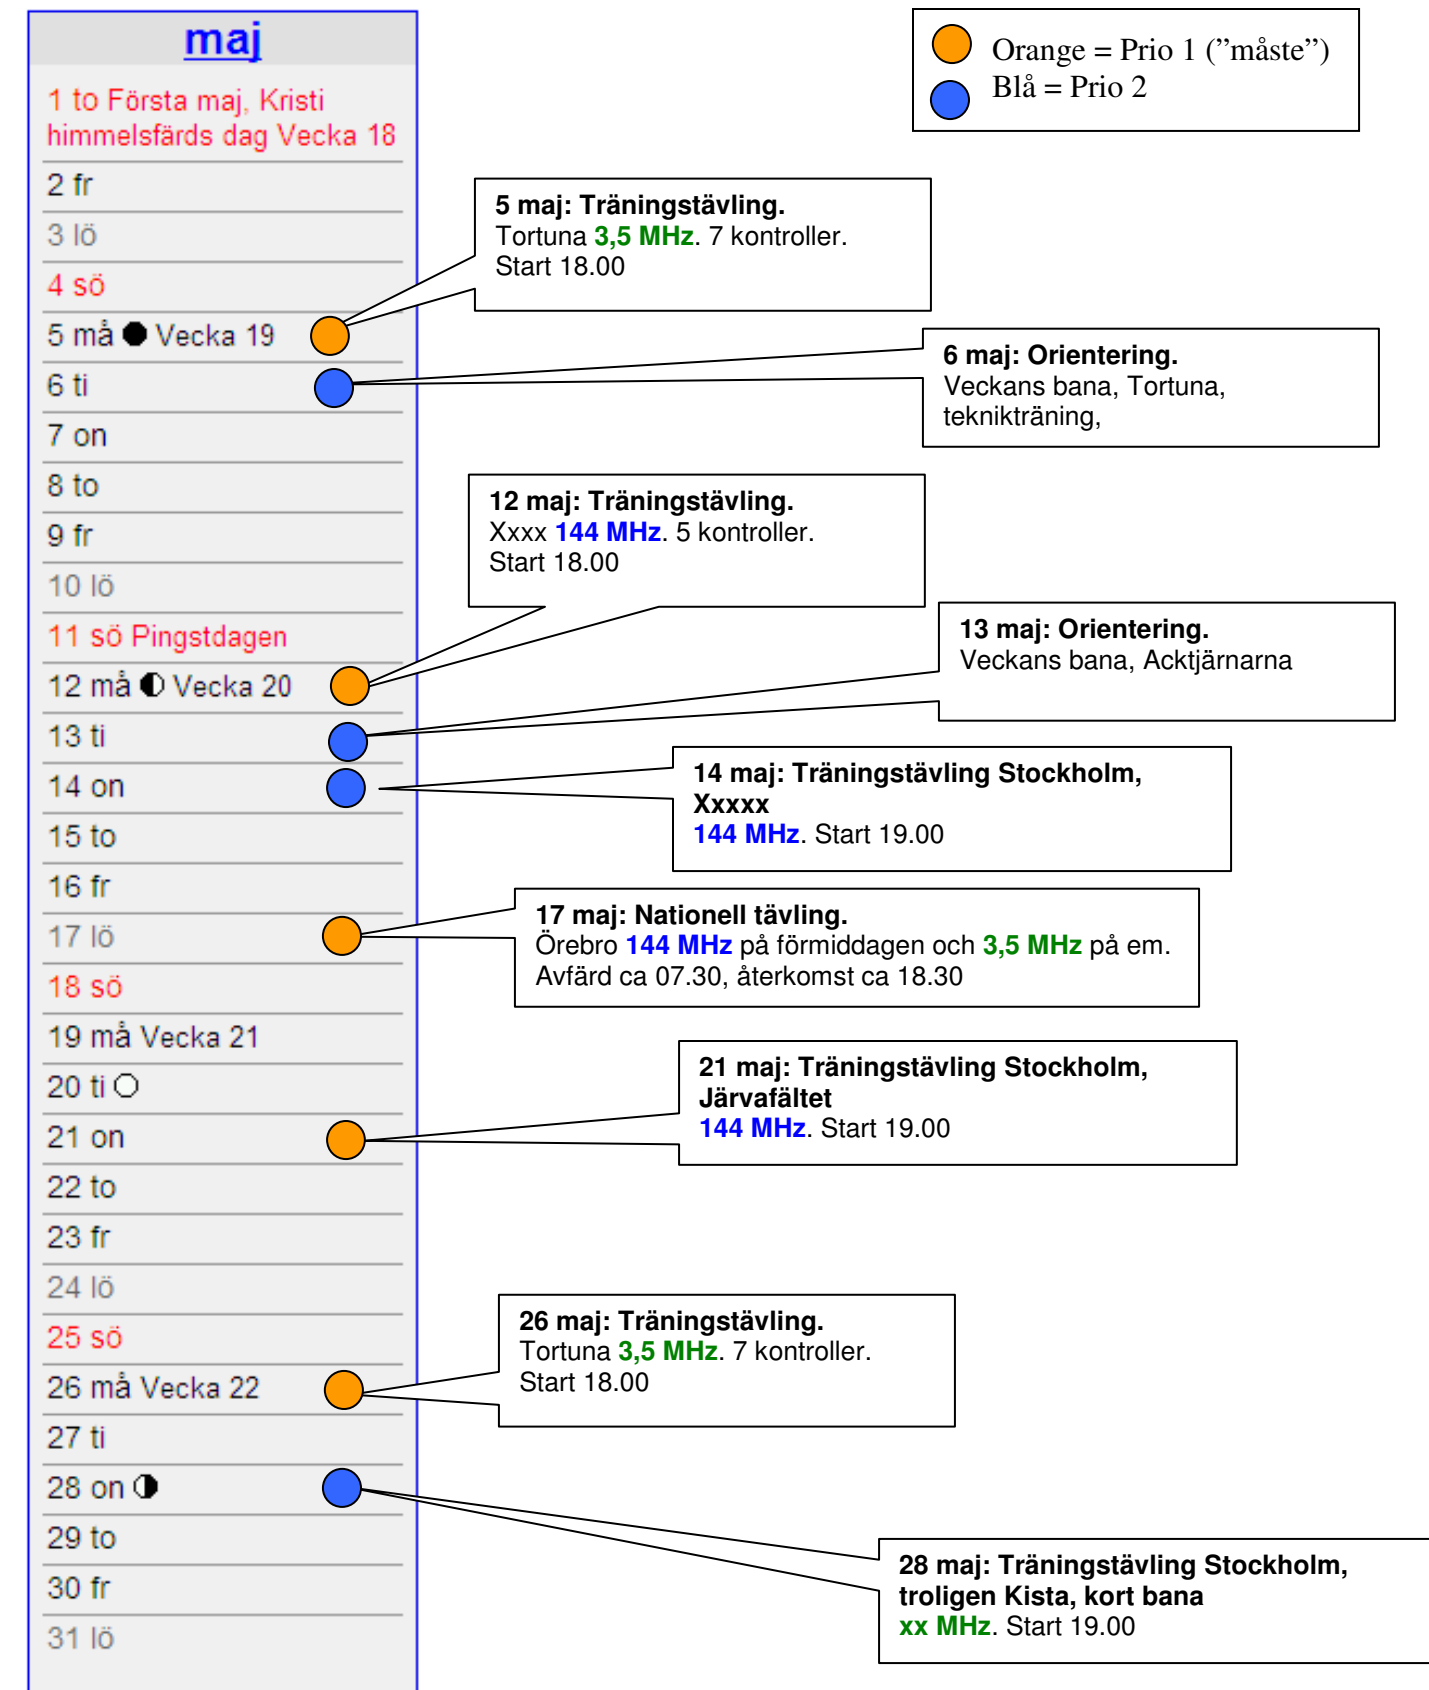 maj
1 to Första maj, Kristi
himmelsfärds dag Vecka 18
2 fr
3 lö
4 sö
5 må Vecka 19
6 ti
7 on
8 to
9 fr
10 lö
11 sö Pingstdagen
12 må Vecka 20
13 ti
14 on
15 to
16 fr
17 lö
18 sö
19 må Vecka 21
20 ti
21 on
22 to
23 fr
24 lö
25 sö
26 må Vecka 22
27 ti
28 on
29 to
30 fr
31 lö
Orange = Prio 1 (”måste”)
Blå = Prio 2
5 maj: Träningstävling.
Tortuna 3,5 MHz. 7 kontroller.
Start 18.00
6 maj: Orientering.
Veckans bana, Tortuna,
teknikträning,
12 maj: Träningstävling.
Xxxx 144 MHz. 5 kontroller.
Start 18.00
13 maj: Orientering.
Veckans bana, Acktjärnarna
14 maj: Träningstävling Stockholm,
Xxxxx
144 MHz. Start 19.00
17 maj: Nationell tävling.
Örebro 144 MHz på förmiddagen och 3,5 MHz på em.
Avfärd ca 07.30, återkomst ca 18.30
21 maj: Träningstävling Stockholm,
Järvafältet
144 MHz. Start 19.00
26 maj: Träningstävling.
Tortuna 3,5 MHz. 7 kontroller.
Start 18.00
28 maj: Träningstävling Stockholm,
troligen Kista, kort bana
xx MHz. Start 19.00